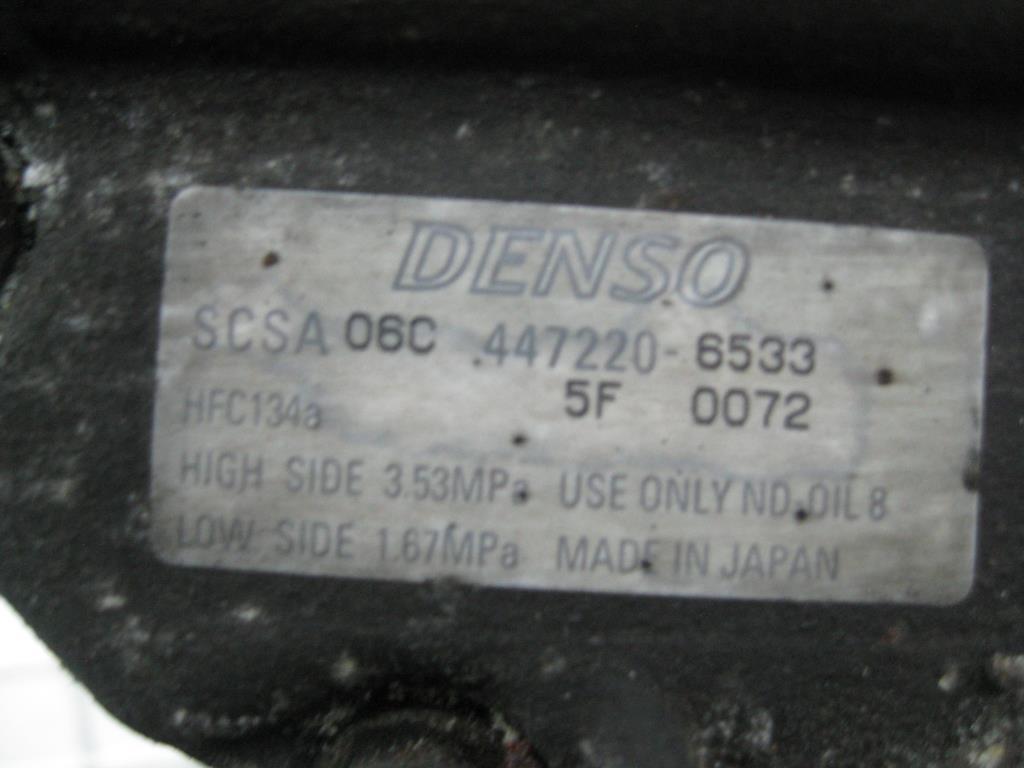 DENSO
SCSA 06C 447220-6533
HFC134a 5F 0072
HIGH SIDE 3.53MPa USE ONLY ND-OIL 8
LOW SIDE 1.67MPa MADE IN JAPAN